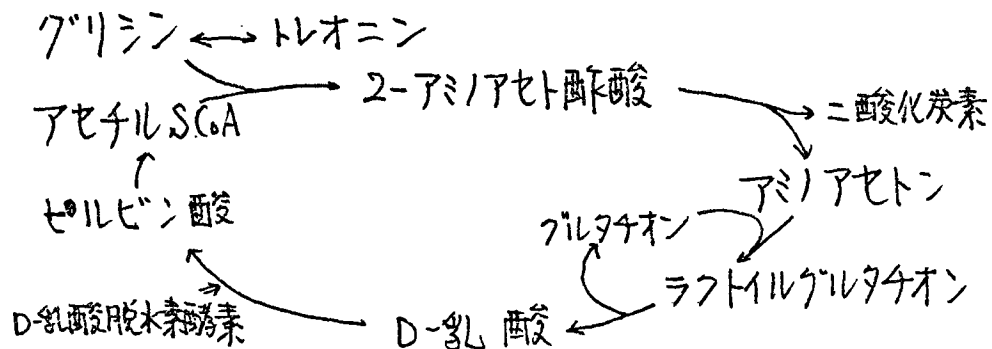 グリシン ↔ トレオニン
2-アミノアセト酢酸
アセチルS.CoA
二酸化炭素
アミノアセトン
ピルビン酸
グルタチオン
ラクトイルグルタチオン
D-乳酸脱水素酵素
D-乳酸